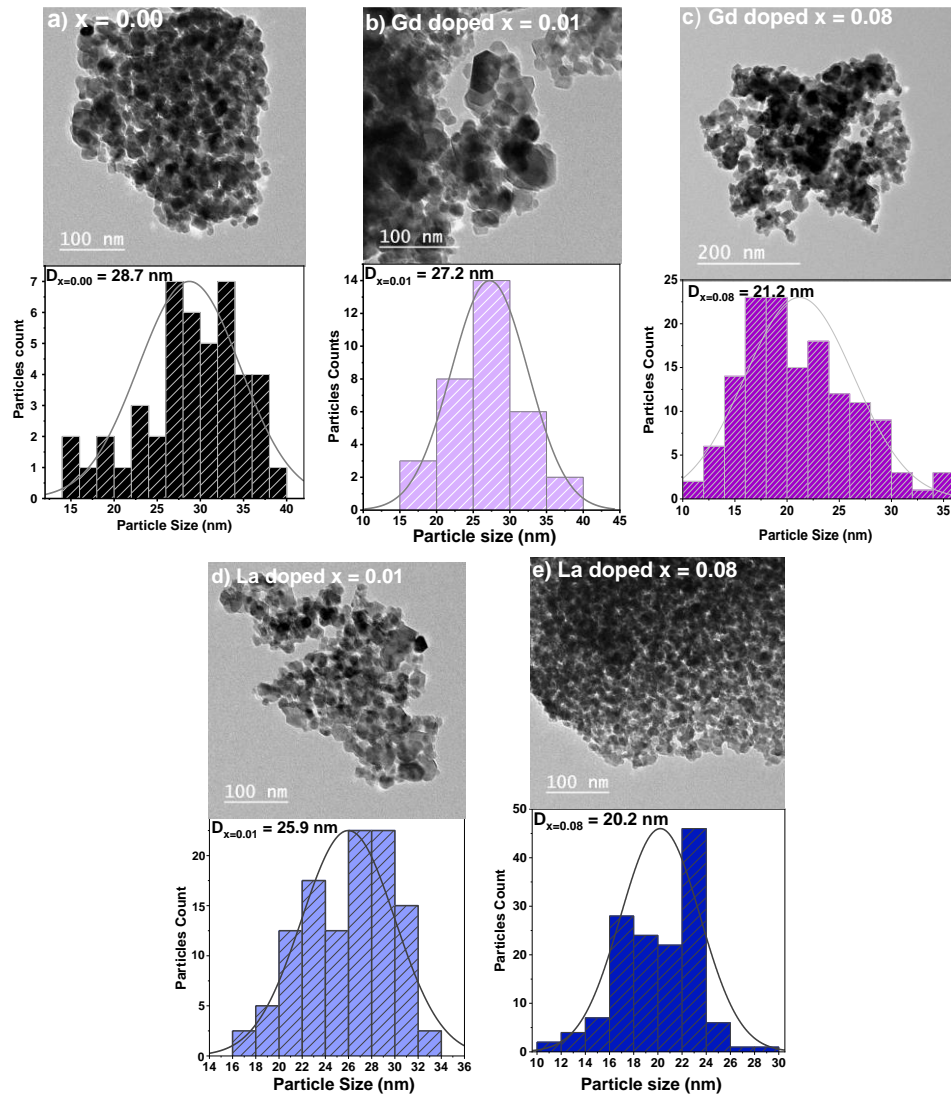 a) x = 0.00
100 nm
D x=0.00 = 28.7 nm
Particles count
7
6
5
4
3
2
1
0
15 20 25 30 35 40
Particle Size (nm)
b) Gd doped x = 0.01
100 nm
D x=0.01 = 27.2 nm
Particles Counts
14
12
10
8
6
4
2
0
10 15 20 25 30 35 40 45
Particle size (nm)
c) Gd doped x = 0.08
200 nm
D x=0.08 = 21.2 nm
Particles Count
25
20
15
10
5
0
10 15 20 25 30 35
Particle Size (nm)
d) La doped x = 0.01
100 nm
D x=0.01 = 25.9 nm
Particles Count
20
15
10
5
0
14 16 18 20 22 24 26 28 30 32 34 36
Particle Size (nm)
e) La doped x = 0.08
100 nm
D x=0.08 = 20.2 nm
Particles Count
50
40
30
20
10
0
10 12 14 16 18 20 22 24 26 28 30
Particle size (nm)